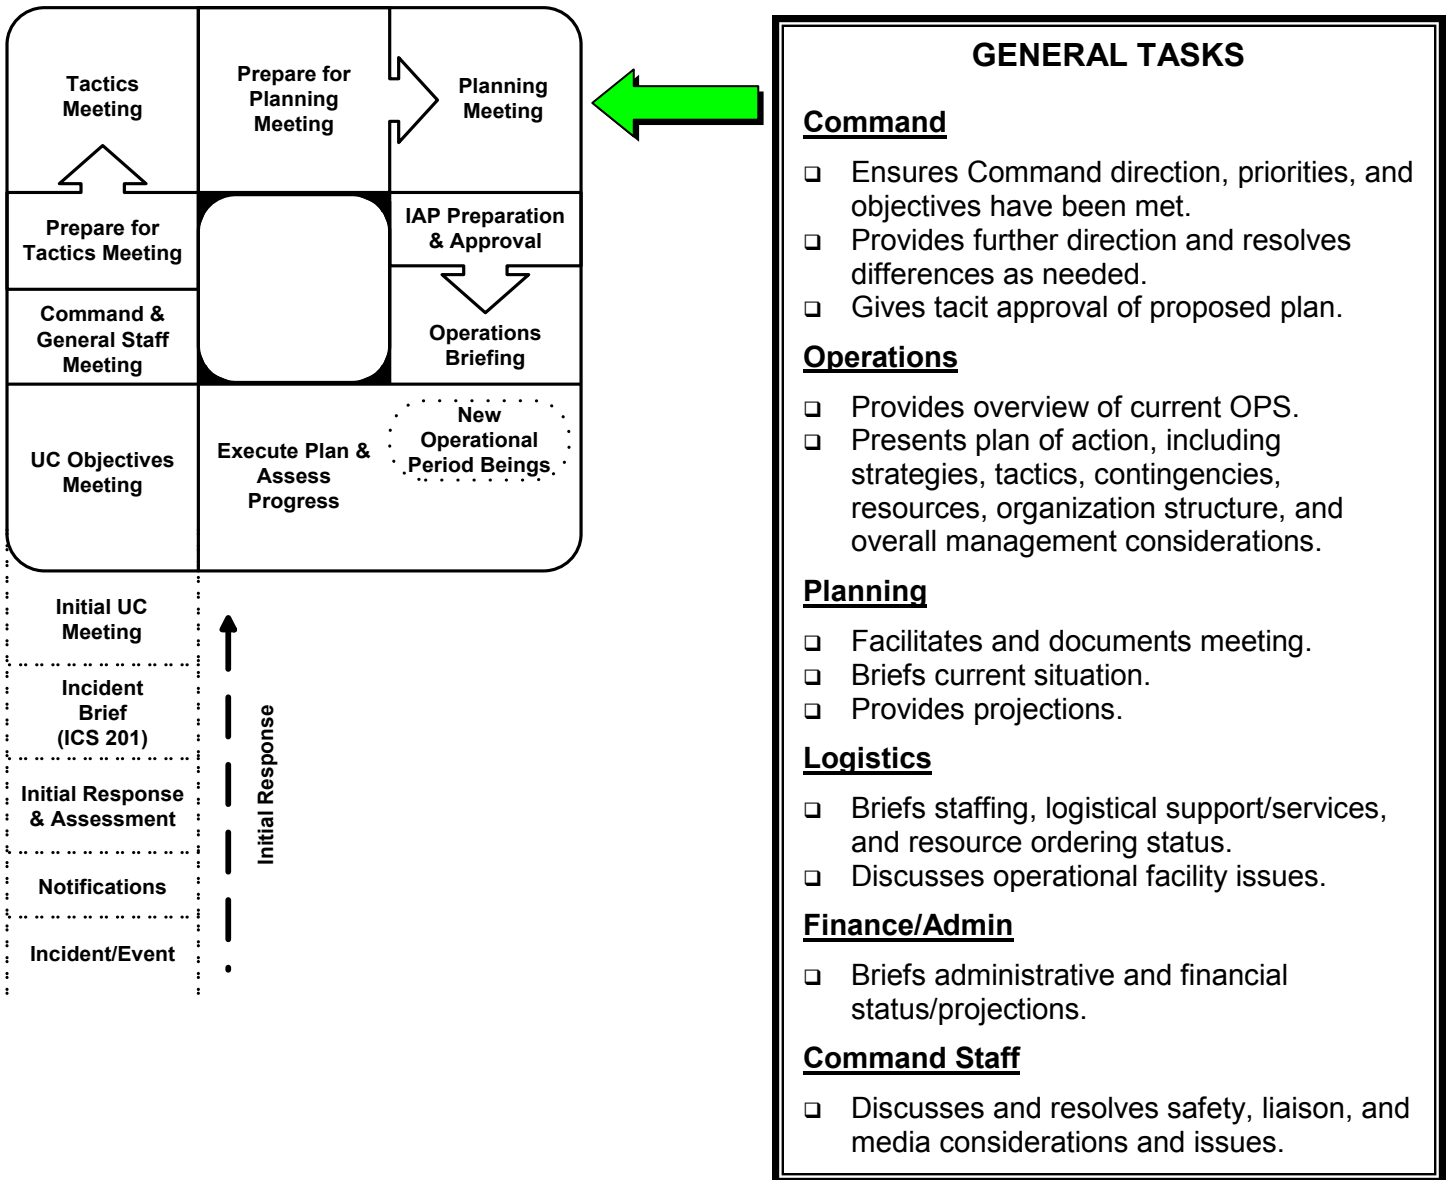 Tactics
Meeting
Prepare for
Planning
Meeting
Planning
Meeting
Prepare for
Tactics Meeting
IAP Preparation
& Approval
Command &
General Staff
Meeting
Operations
Briefing
UC Objectives
Meeting
Execute Plan &
Assess
Progress
New
Operational
Period Beings
Initial UC
Meeting
Incident
Brief
(ICS 201)
Initial Response
& Assessment
Notifications
Incident/Event
Initial Response
GENERAL TASKS
Command
❑ Ensures Command direction, priorities, and
objectives have been met.
❑ Provides further direction and resolves
differences as needed.
❑ Gives tacit approval of proposed plan.
Operations
❑ Provides overview of current OPS.
❑ Presents plan of action, including
strategies, tactics, contingencies,
resources, organization structure, and
overall management considerations.
Planning
❑ Facilitates and documents meeting.
❑ Briefs current situation.
❑ Provides projections.
Logistics
❑ Briefs staffing, logistical support/services,
and resource ordering status.
❑ Discusses operational facility issues.
Finance/Admin
❑ Briefs administrative and financial
status/projections.
Command Staff
❑ Discusses and resolves safety, liaison, and
media considerations and issues.